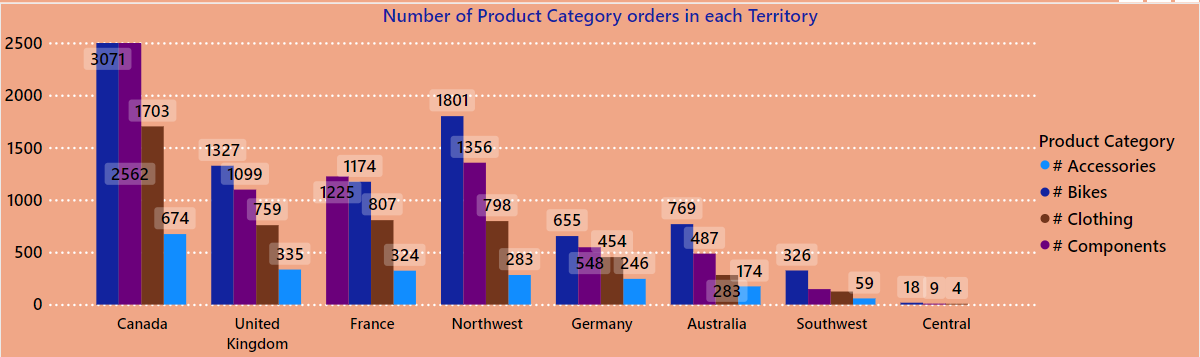 Number of Product Category orders in each Territory
2500
2000
1500
1000
500
0
3071
2562
1703
674
1327
1099
759
335
1225
1174
807
324
1801
1356
798
283
655
548
454
246
769
487
283
174
326
59
18
9
4
Canada
United
Kingdom
France
Northwest
Germany
Australia
Southwest
Central
Product Category
# Accessories
# Bikes
# Clothing
# Components